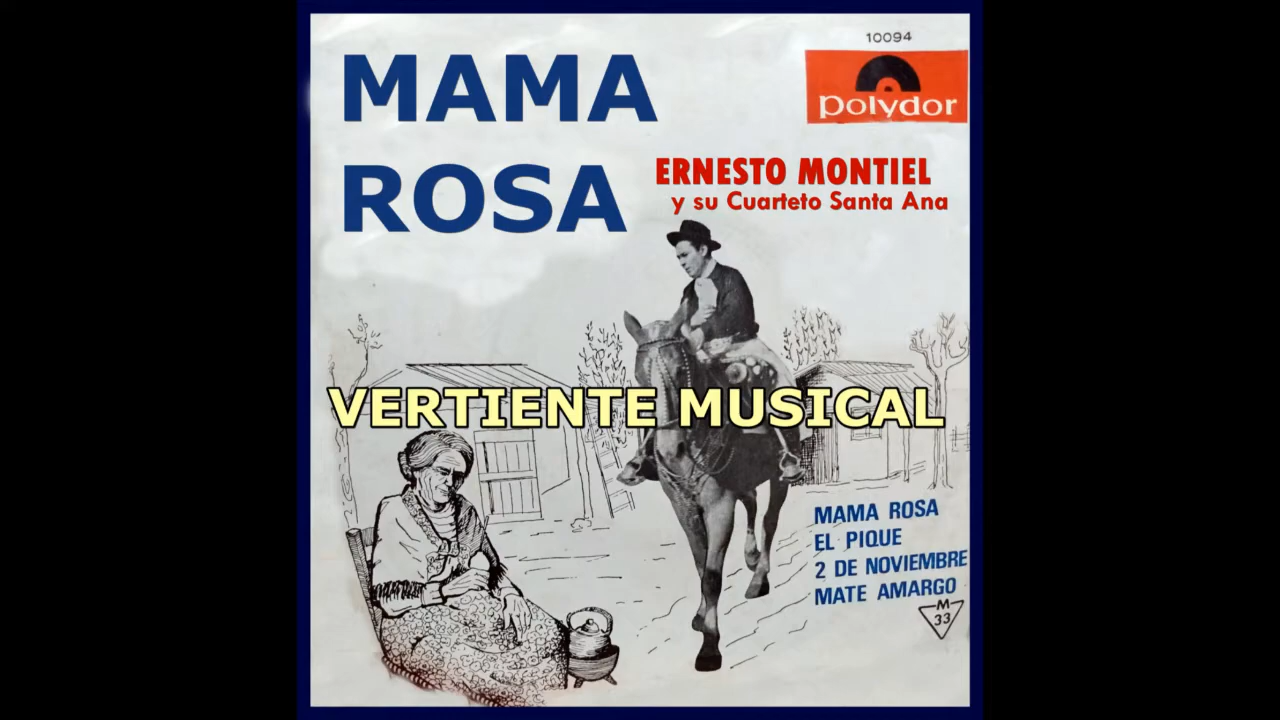 10094
MAMA
ROSA
polydor
ERNESTO MONTIEL
y su Cuarteto Santa Ana
VERTIENTE MUSICAL
MAMA ROSA
EL PIQUE
2 DE NOVIEMBRE
MATE AMARGO
M
33